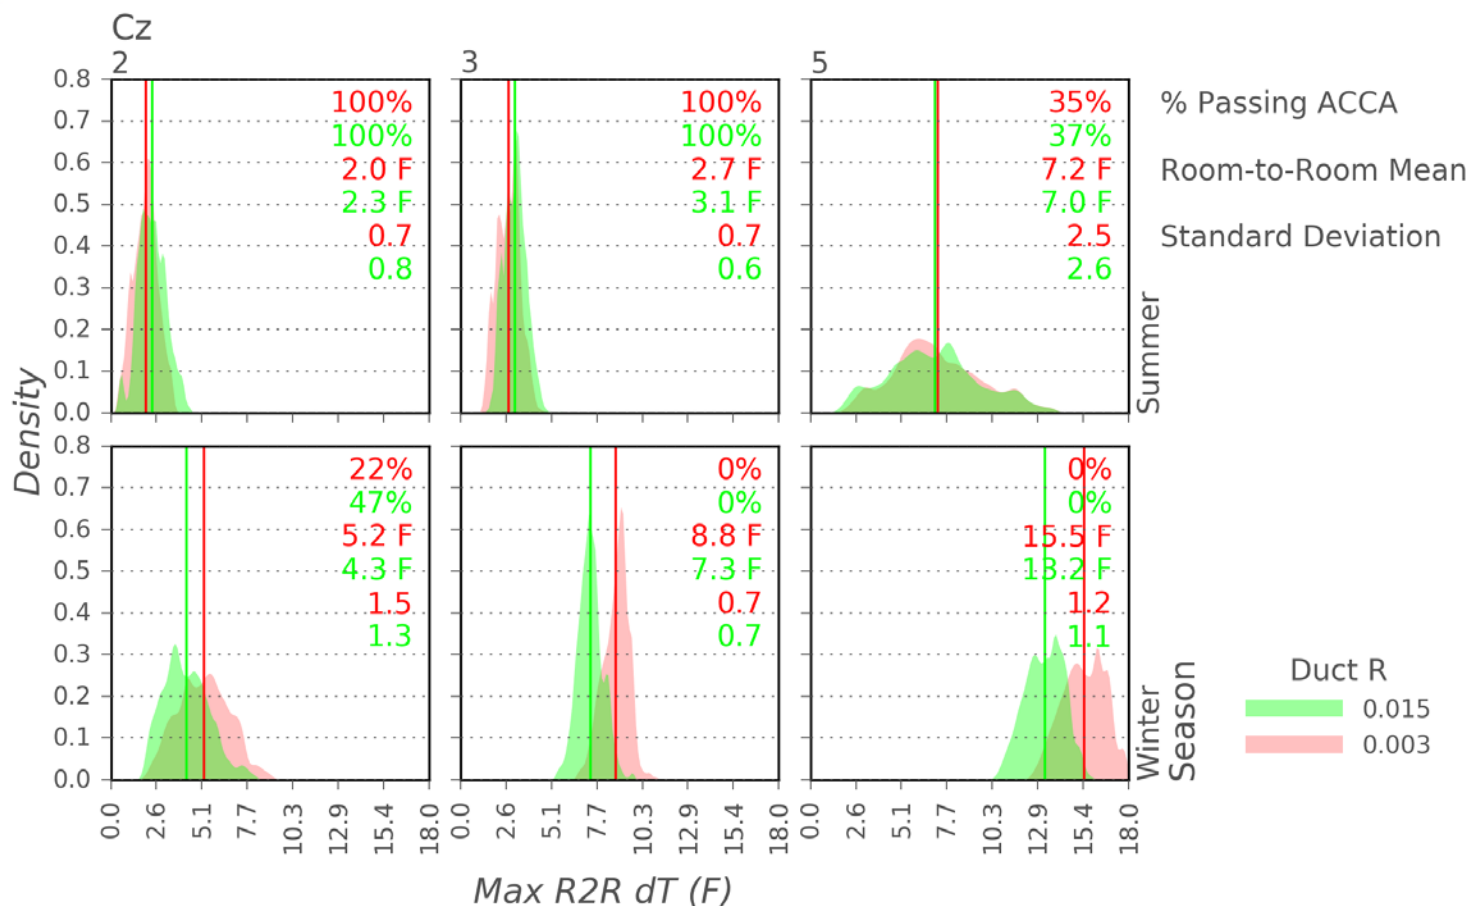 Cz
2
3
5
0.8
0.7
0.6
0.5
0.4
0.3
0.2
0.1
0.0
100%
100%
2.0 F
2.3 F
0.7
0.8
100%
100%
2.7 F
3.1 F
0.7
0.6
35%
37%
7.2 F
7.0 F
2.5
2.6
% Passing ACCA
Room-to-Room Mean
Standard Deviation
Summer
Density
0.8
0.7
0.6
0.5
0.4
0.3
0.2
0.1
0.0
22%
47%
5.2 F
4.3 F
1.5
1.3
0%
0%
8.8 F
7.3 F
0.7
0.7
0%
0%
15.5 F
13.2 F
1.2
1.1
Winter
Season
Duct R
0.015
0.003
0.0 2.6 5.1 7.7 10.3 12.9 15.4 18.0
0.0 2.6 5.1 7.7 10.3 12.9 15.4 18.0
0.0 2.6 5.1 7.7 10.3 12.9 15.4 18.0
Max R2R dT (F)